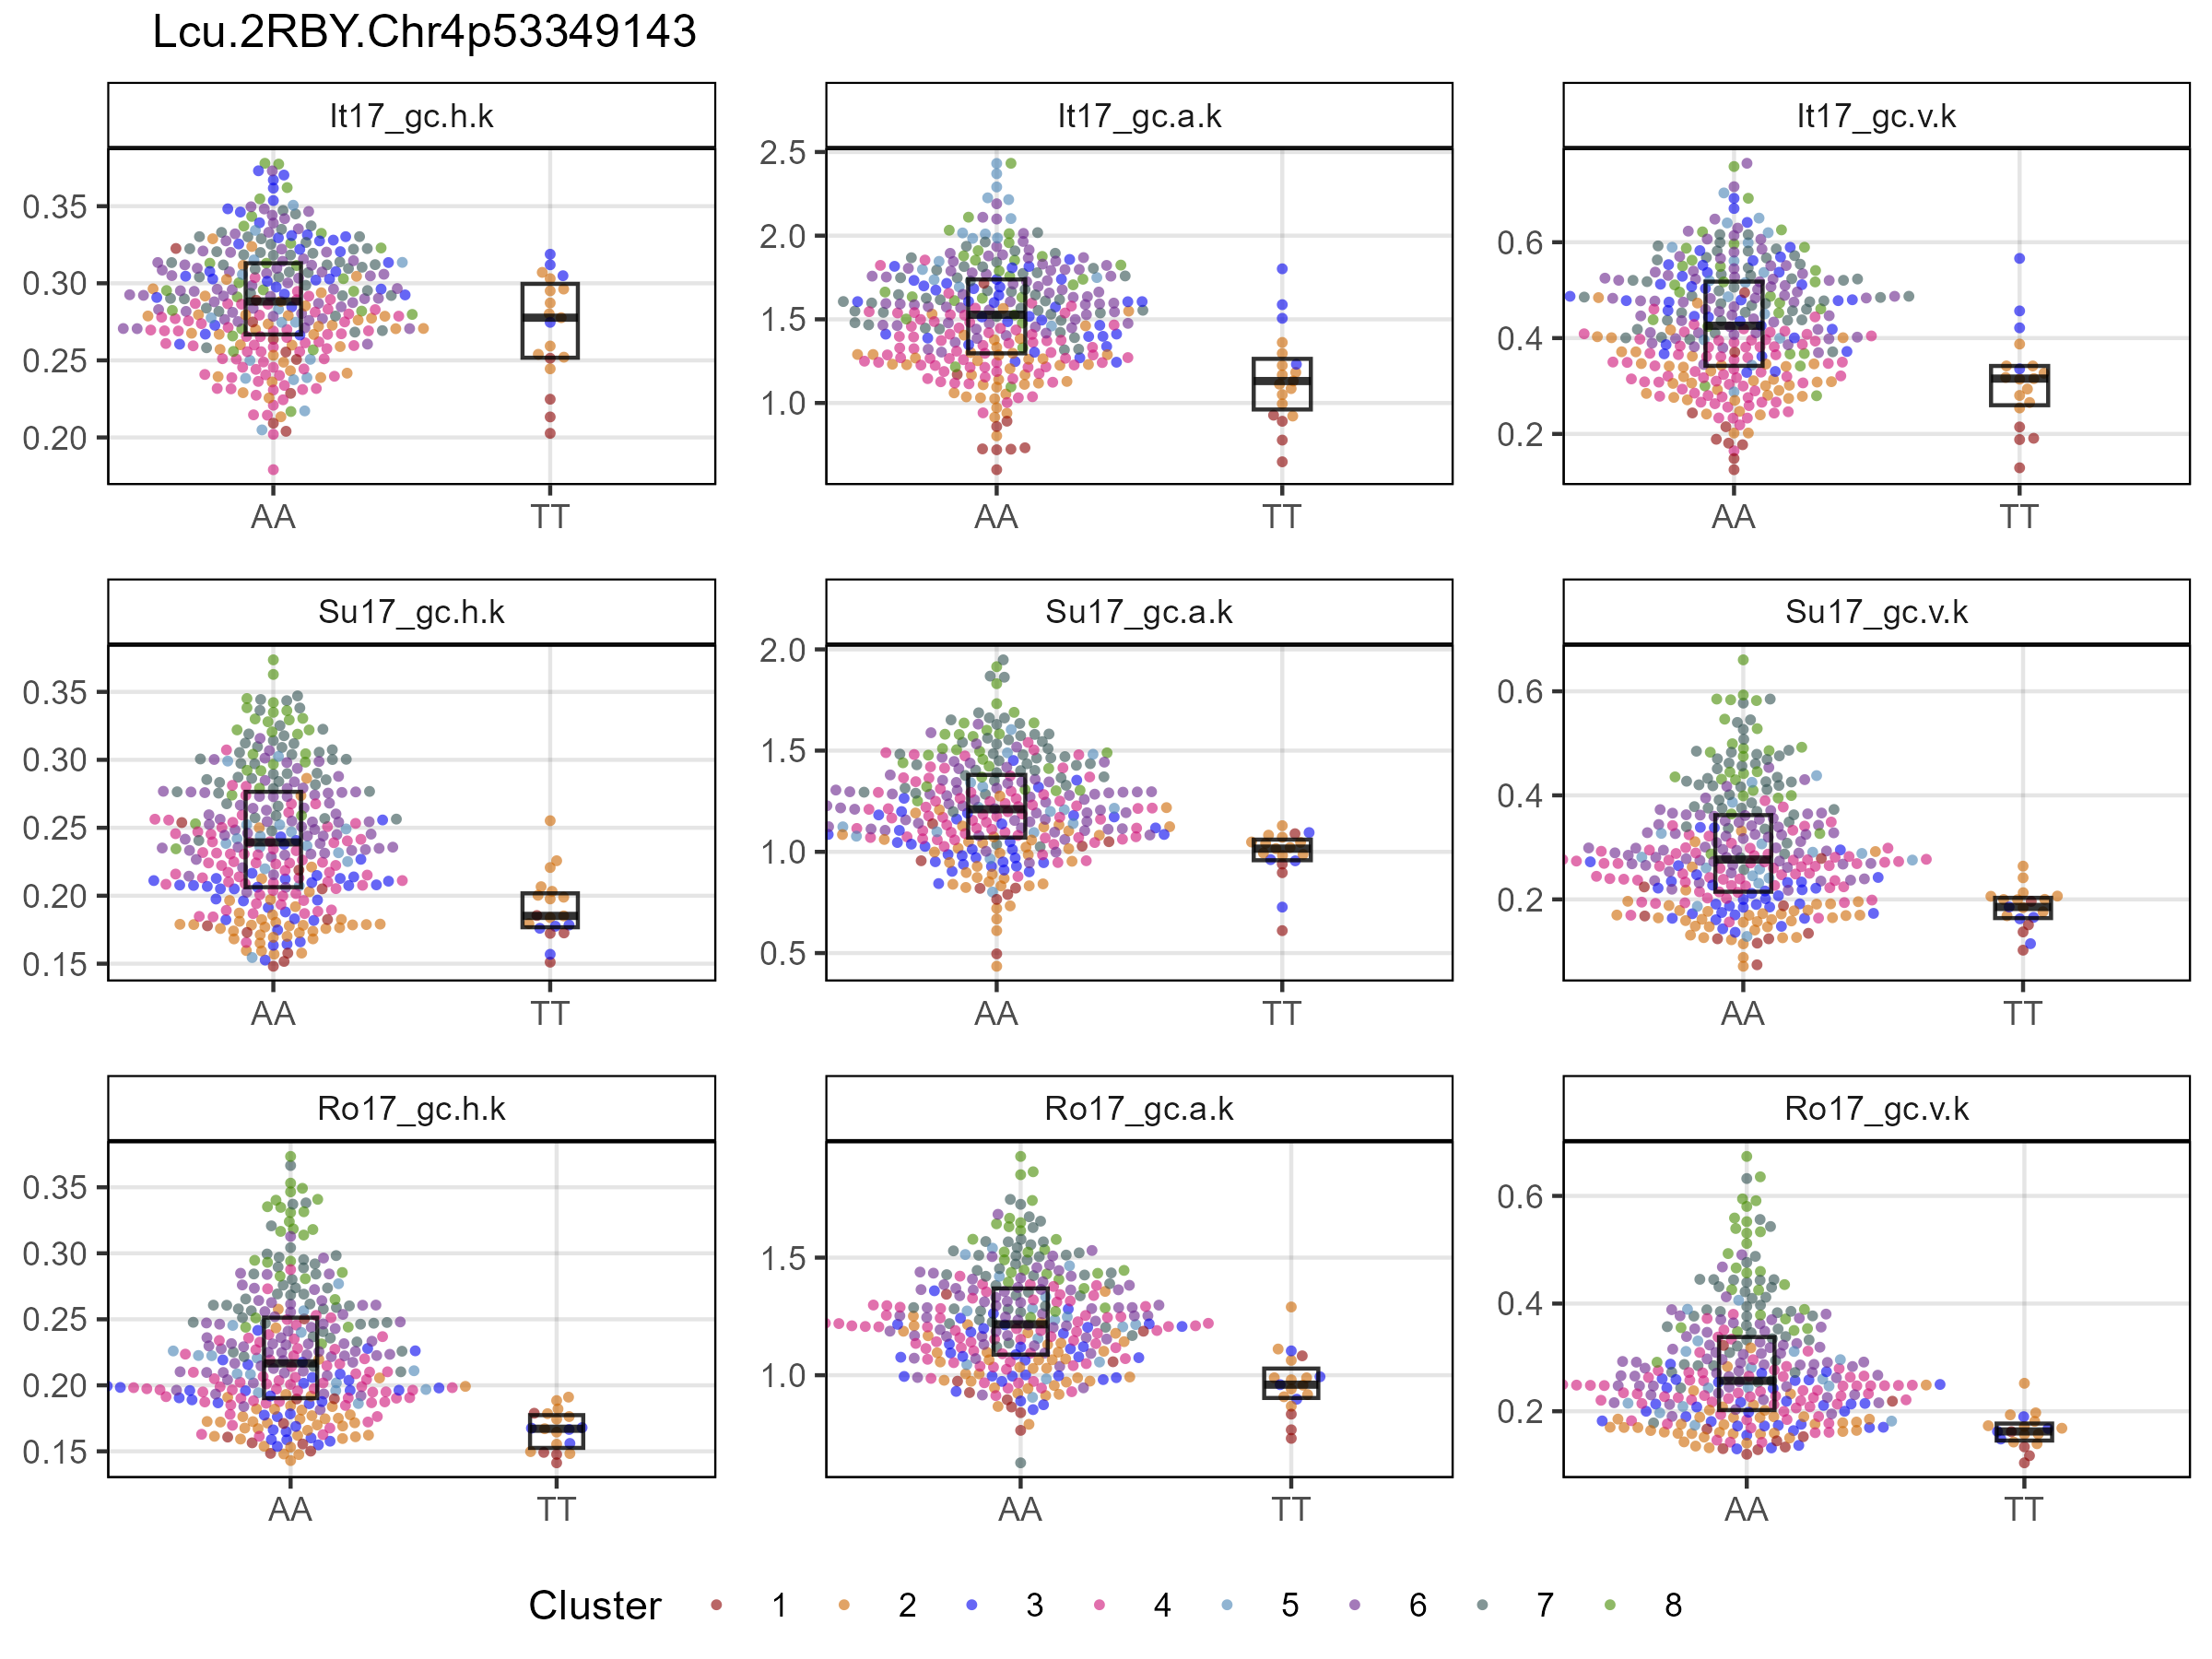 Lcu.2RBY.Chr4p53349143
It17_gc.h.k
It17_gc.a.k
It17_gc.v.k
0.35
0.30
0.25
0.20
AA
TT
2.5
2.0
1.5
1.0
AA
TT
0.6
0.4
0.2
AA
TT
Su17_gc.h.k
Su17_gc.a.k
Su17_gc.v.k
0.35
0.30
0.25
0.20
0.15
AA
TT
2.0
1.5
1.0
0.5
AA
TT
0.6
0.4
0.2
AA
TT
Ro17_gc.h.k
Ro17_gc.a.k
Ro17_gc.v.k
0.35
0.30
0.25
0.20
0.15
AA
TT
1.5
1.0
AA
TT
0.6
0.4
0.2
AA
TT
Cluster 1 2 3 4 5 6 7 8